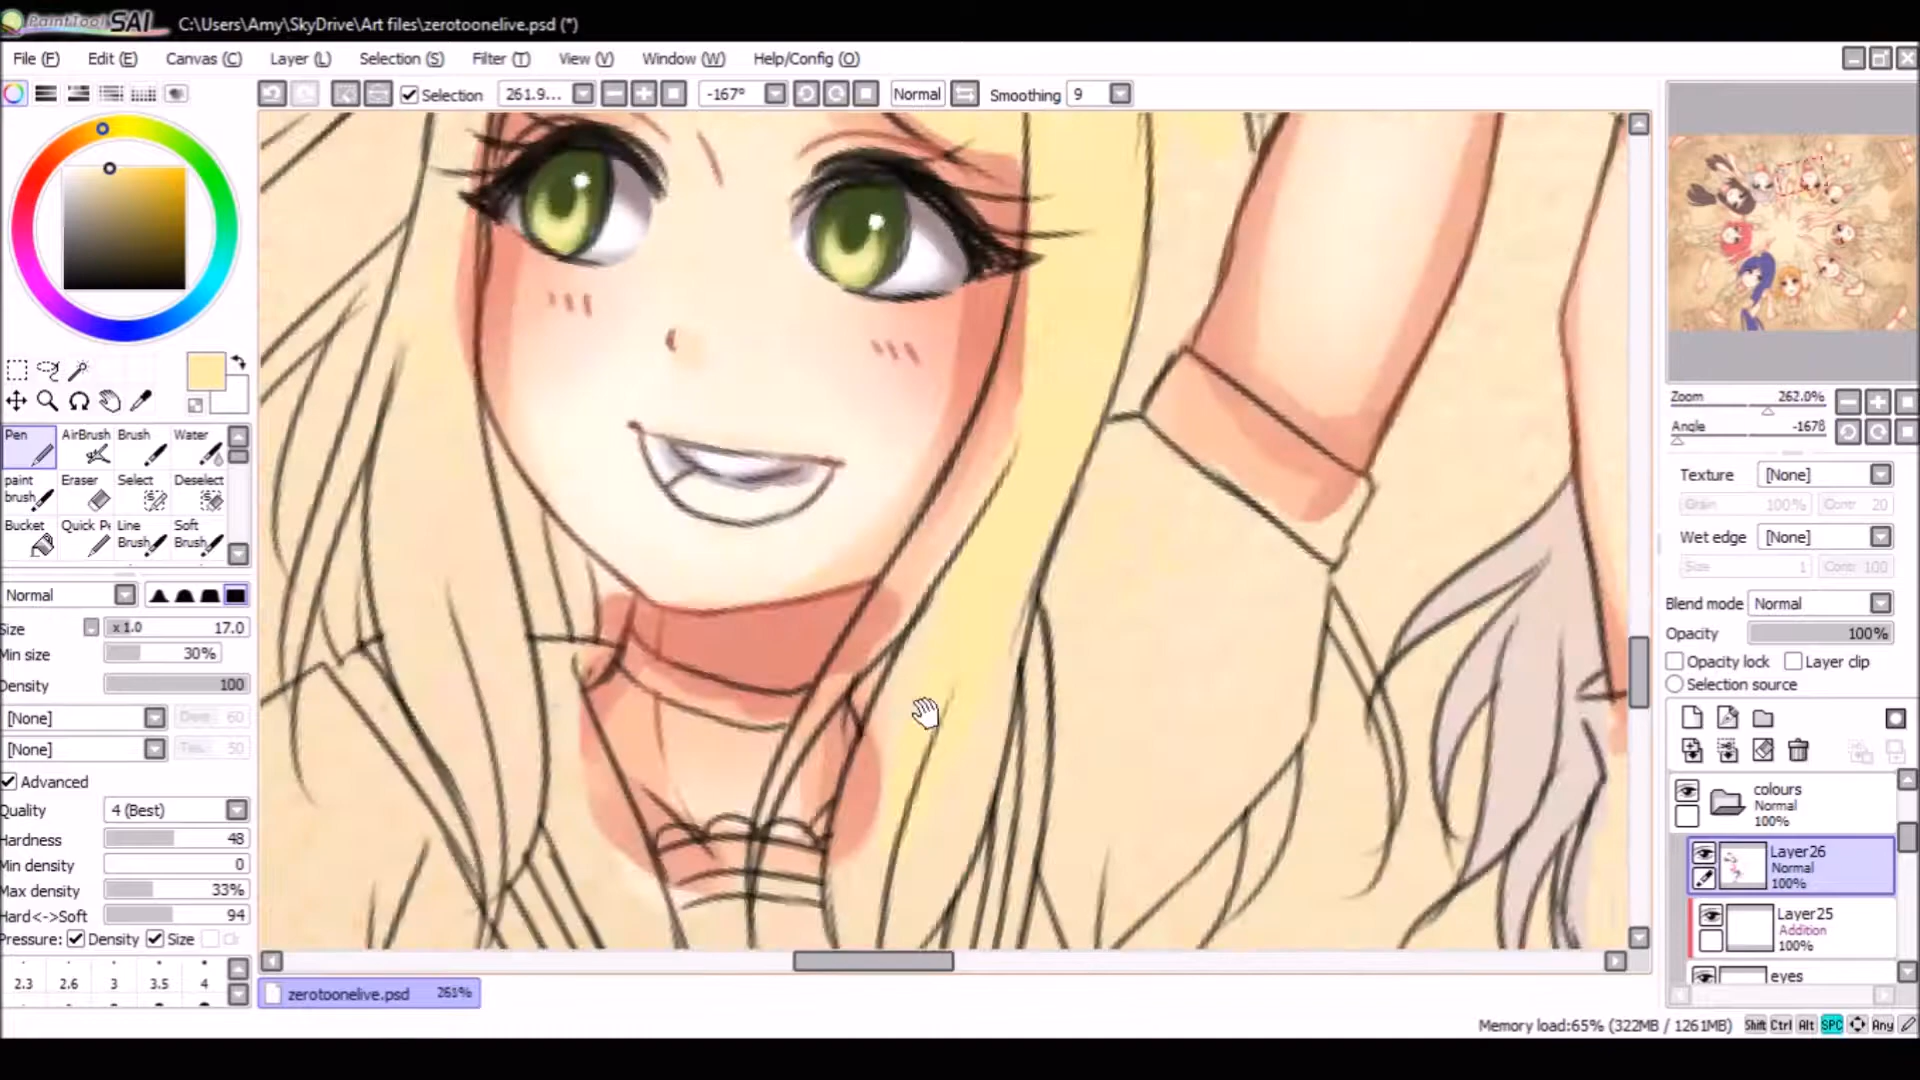 PaintTool SAI C:\Users\Amy\SkyDrive\Art files\zerotoonelive.psd (*)
File (F) Edit (E) Canvas (C) Layer (L) Selection (S) Filter (T) View (V) Window (W) Help/Config (O)
Selection 261.9... -167º Normal Smoothing 9
Zoom 262.0%
Angle -167ß
Pen AirBrush Brush Water
paint brush Eraser Select Deselect
Bucket Quick Line Brush Soft Brush
Texture [None]
Grain 100% Contr 20
Wet edge [None]
Size 1 Contr 100
Normal
Blend mode Normal
Size x 1.0 17.0
Opacity 100%
Min size 30%
Opacity lock Layer clip
Density 100
Selection source
[None] 60
[None] 50
Advanced
Quality 4 (Best)
Hardness 48
Min density 0
Max density 33%
Hard<->Soft 94
Pressure: Density Size
2.3 2.6 3 3.5 4
colours
Normal
100%
Layer26
Normal
100%
Layer25
Addition
100%
eyes
zerotoonelive.psd 261%
Memory load:65% (322MB / 1261MB) Shift Ctrl Alt SPC Any